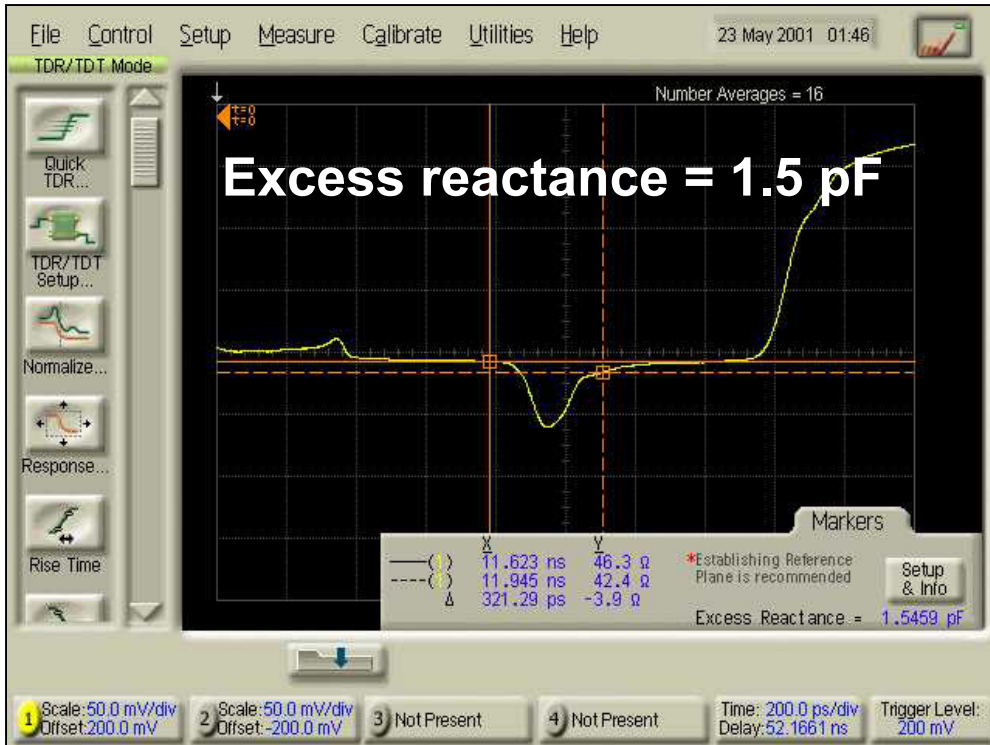 File Control Setup Measure Calibrate Utilities Help 23 May 2001 01:46
TDR/TDT Mode
Number Averages = 16
t=0
t=0
Excess reactance = 1.5 pF
Quick
TDR...
TDR/TDT
Setup...
Normalize...
Response...
Rise Time
Markers
X Y
—(1) 11.623 ns 46.3 Ω
----(1) 11.945 ns 42.4 Ω
Δ 321.29 ps -3.9 Ω
*Establishing Reference
Plane is recommended
Setup
& Info
Excess Reactance = 1.5459 pF
1 Scale:50.0 mV/div
Offset:200.0 mV
2 Scale:50.0 mV/div
Offset:-200.0 mV
3 Not Present
4 Not Present
Time: 200.0 ps/div
Delay:52.1661 ns
Trigger Level:
200 mV